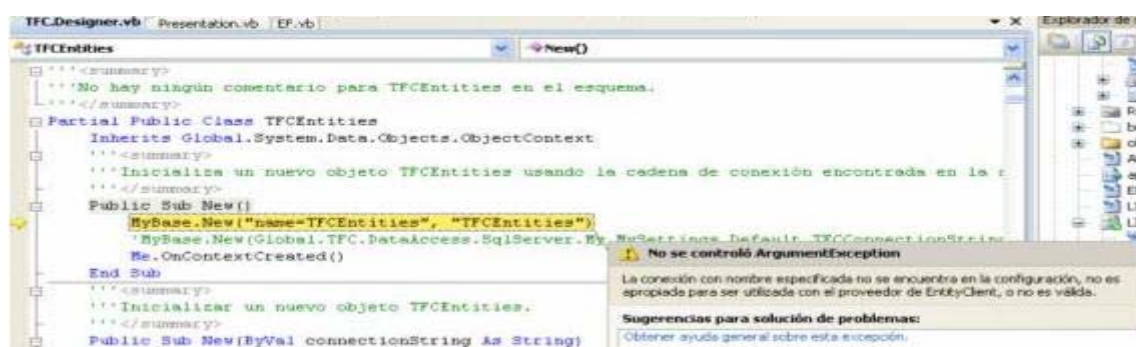 TFC.Designer.vb Presentation.vb EF.vb
Explorador de
TFCEntities New()
'''<summary>
'''No hay ningún comentario para TFCEntities en el esquema.
'''</summary>
Partial Public Class TFCEntities
Inherits Global.System.Data.Objects.ObjectContext
'''<summary>
'''Inicializa un nuevo objeto TFCEntities usando la cadena de conexión encontrada en la
'''</summary>
Public Sub New()
MyBase.New("name=TFCEntities", "TFCEntities")
'MyBase.New(Global.TFC.DataAccess.SqlServer.My.MySettings.Default.TFCConnectionString
Me.OnContextCreated()
End Sub
'''<summary>
'''Inicializar un nuevo objeto TFCEntities.
'''</summary>
Public Sub New(ByVal connectionString As String)
No se controló ArgumentException
La conexión con nombre especificada no se encuentra en la configuración, no es
apropiada para ser utilizada con el proveedor de EntityClient, o no es válida.
Sugerencias para solución de problemas:
Obtener ayuda general sobre esta excepción.